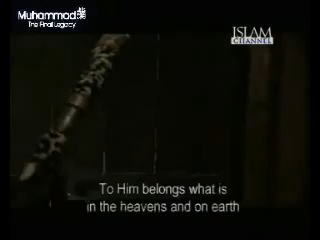 Muhammad
The Final Legacy
ISLAM
CHANNEL
To Him belongs what is
in the heavens and on earth